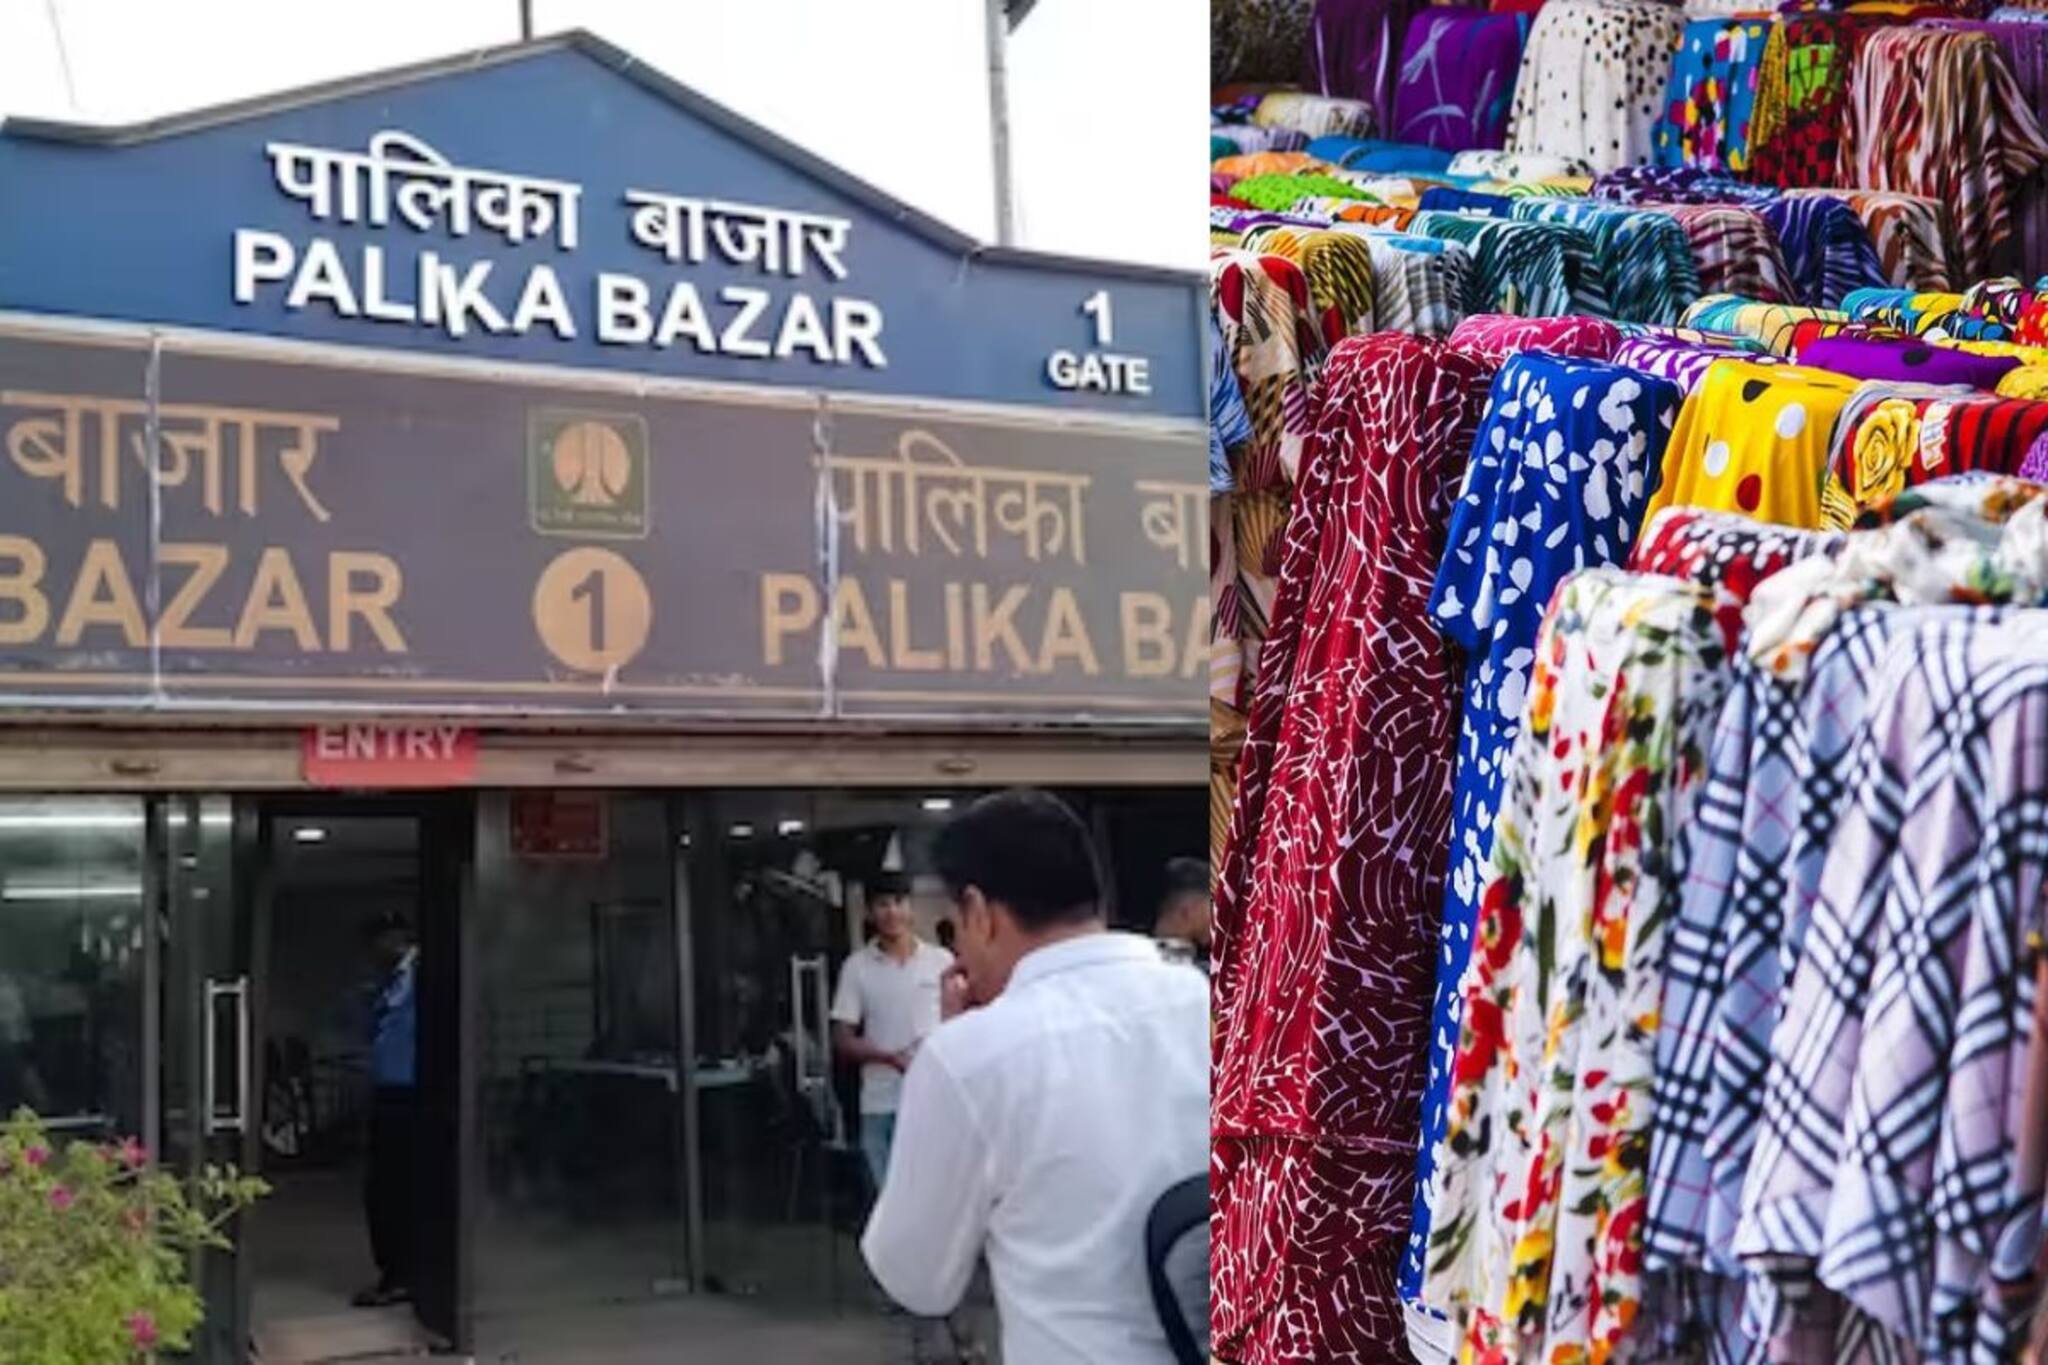 पालिका बाजार
PALIKA BAZAR
1
GATE
बाजार
BAZAR
1
पालिका बा
PALIKA BA
ENTRY